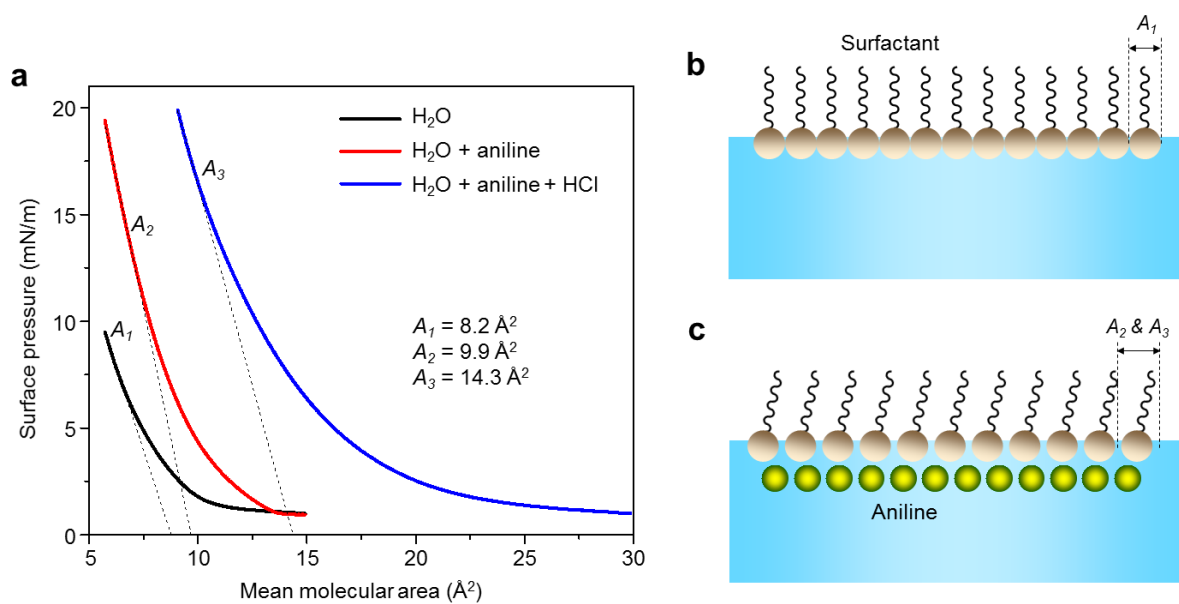 a
20
15
10
5
0
Surface pressure (mN/m)
5
10
15
20
25
30
Mean molecular area (Å²)
H₂O
H₂O + aniline
H₂O + aniline + HCl
A₃
A₂
A₁
A₁ = 8.2 Å²
A₂ = 9.9 Å²
A₃ = 14.3 Å²
b
Surfactant
A₁
c
A₂ & A₃
Aniline